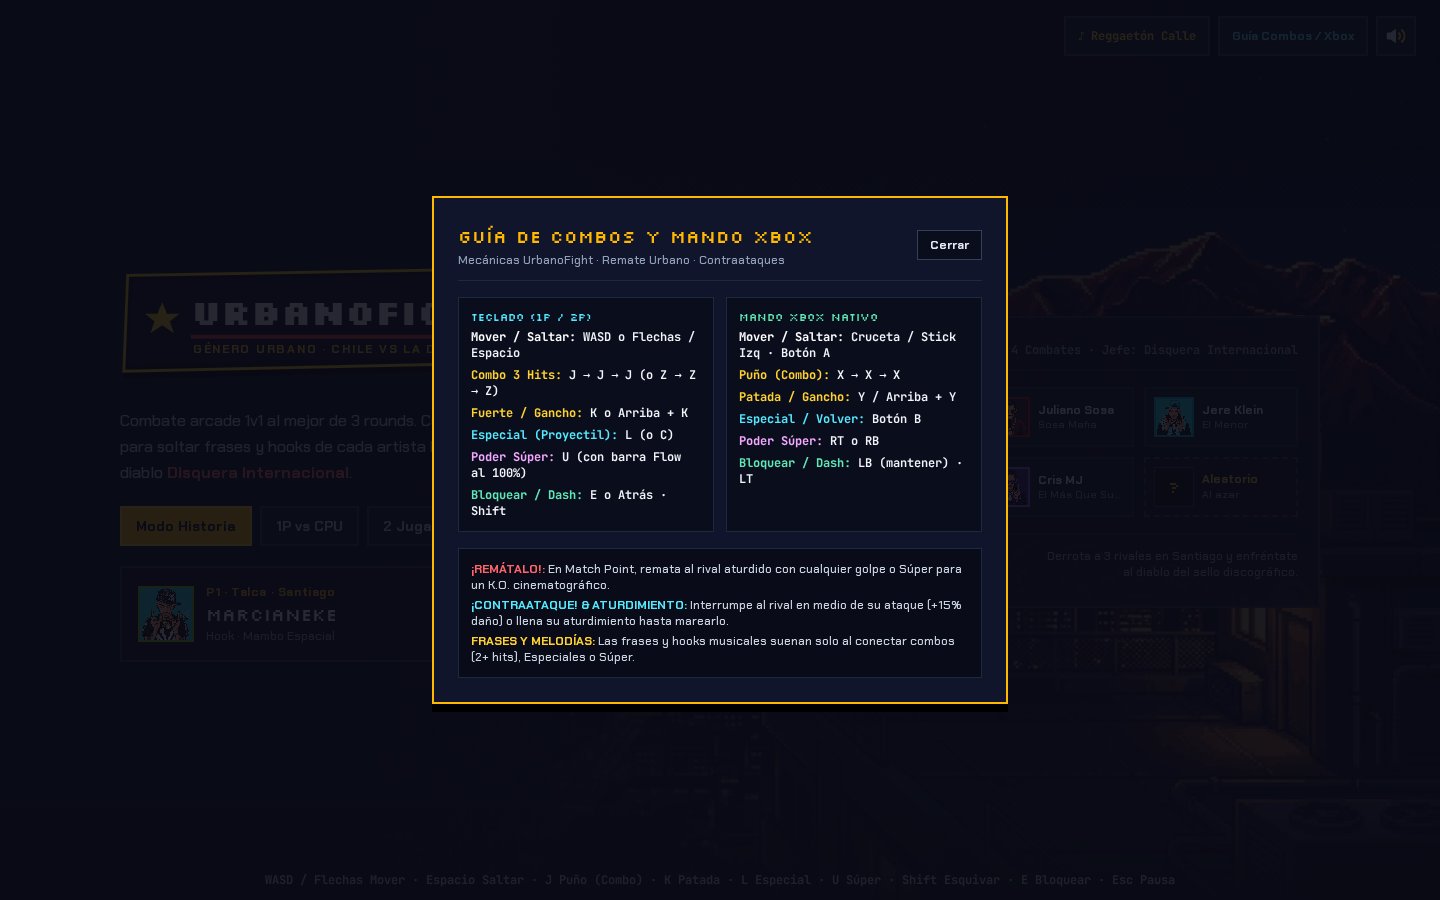 ♪ Reggaetón Calle
Guía Combos / Xbox
GUÍA DE COMBOS Y MANDO XBOX
Mecánicas UrbanoFight · Remate Urbano · Contraataques
Cerrar
TECLADO (1P / 2P)
Mover / Saltar: WASD o Flechas /
Espacio
Combo 3 Hits: J → J → J (o Z → Z
→ Z)
Fuerte / Gancho: K o Arriba + K
Especial (Proyectil): L (o C)
Poder Súper: U (con barra Flow
al 100%)
Bloquear / Dash: E o Atrás ·
Shift
MANDO XBOX NATIVO
Mover / Saltar: Cruceta / Stick
Izq · Botón A
Puño (Combo): X → X → X
Patada / Gancho: Y / Arriba + Y
Especial / Volver: Botón B
Poder Súper: RT o RB
Bloquear / Dash: LB (mantener) ·
LT
¡REMÁTALO!: En Match Point, remata al rival aturdido con cualquier golpe o Súper para
un K.O. cinematográfico.
¡CONTRAATAQUE! & ATURDIMIENTO: Interrumpe al rival en medio de su ataque (+15%
daño) o llena su aturdimiento hasta marearlo.
FRASES Y MELODÍAS: Las frases y hooks musicales suenan solo al conectar combos
(2+ hits), Especiales o Súper.
URBANOFI
GÉNERO URBANO · CHILE VS LA D
Combate arcade 1v1 al mejor de 3 rounds. C
para soltar frases y hooks de cada artista
diablo Disquera Internacional.
Modo Historia
1P vs CPU
2 Juga
P1 · Talca · Santiago
MARCIANEKE
Hook · Mambo Espacial
4 Combates · Jefe: Disquera Internacional
Juliano Sosa
Sosa Mafia
Jere Klein
El Menor
Cris MJ
El Más Que Su...
?
Aleatorio
Al azar
Derrota a 3 rivales en Santiago y enfréntate
al diablo del sello discográfico.
WASD / Flechas Mover · Espacio Saltar · J Puño (Combo) · K Patada · L Especial · U Súper · Shift Esquivar · E Bloquear · Esc Pausa